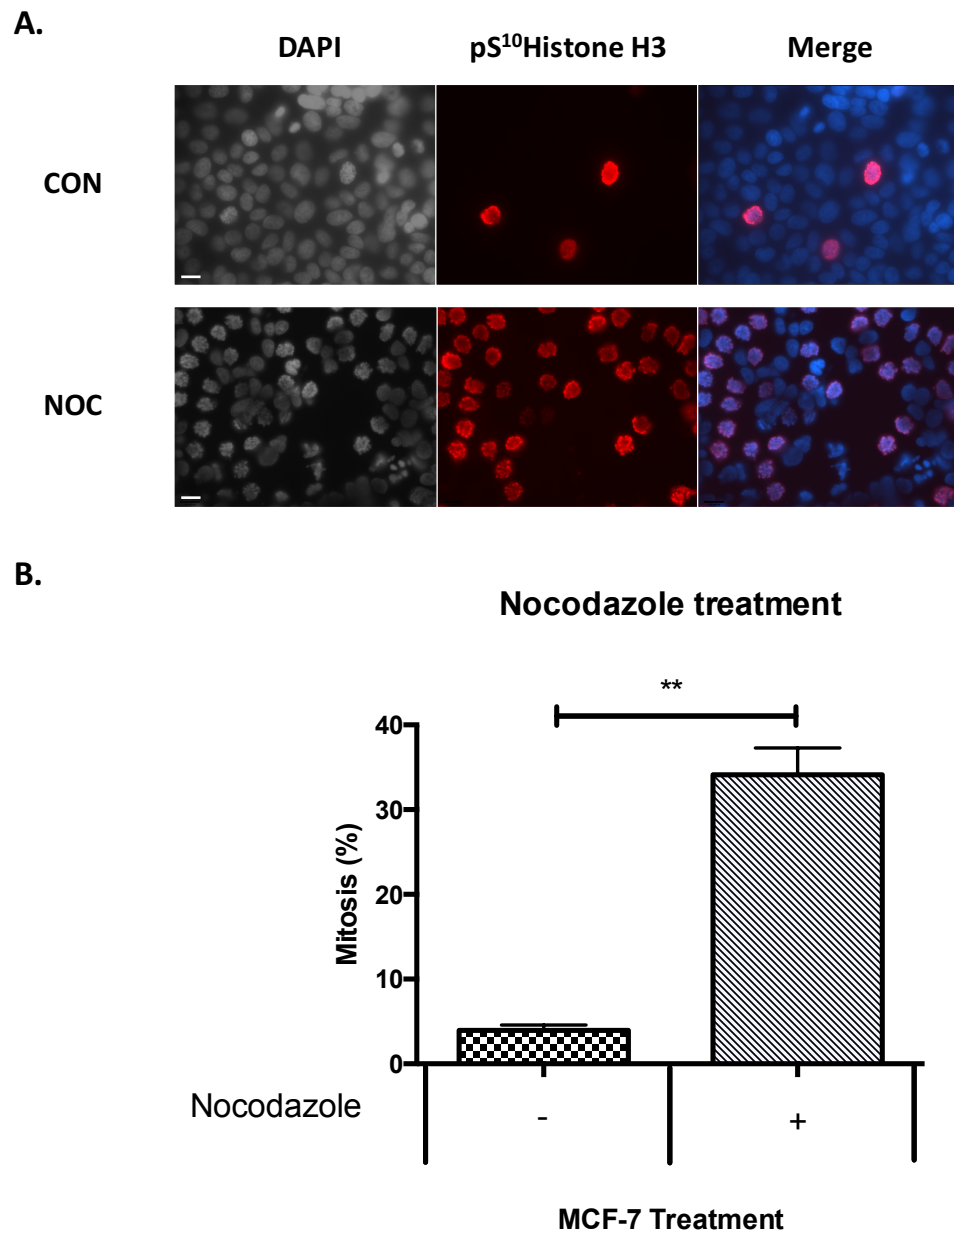 A.
DAPI pS¹⁰Histone H3 Merge
CON
NOC
B.
Nocodazole treatment
**
40
30
20
10
0
Mitosis (%)
Nocodazole - +
MCF-7 Treatment